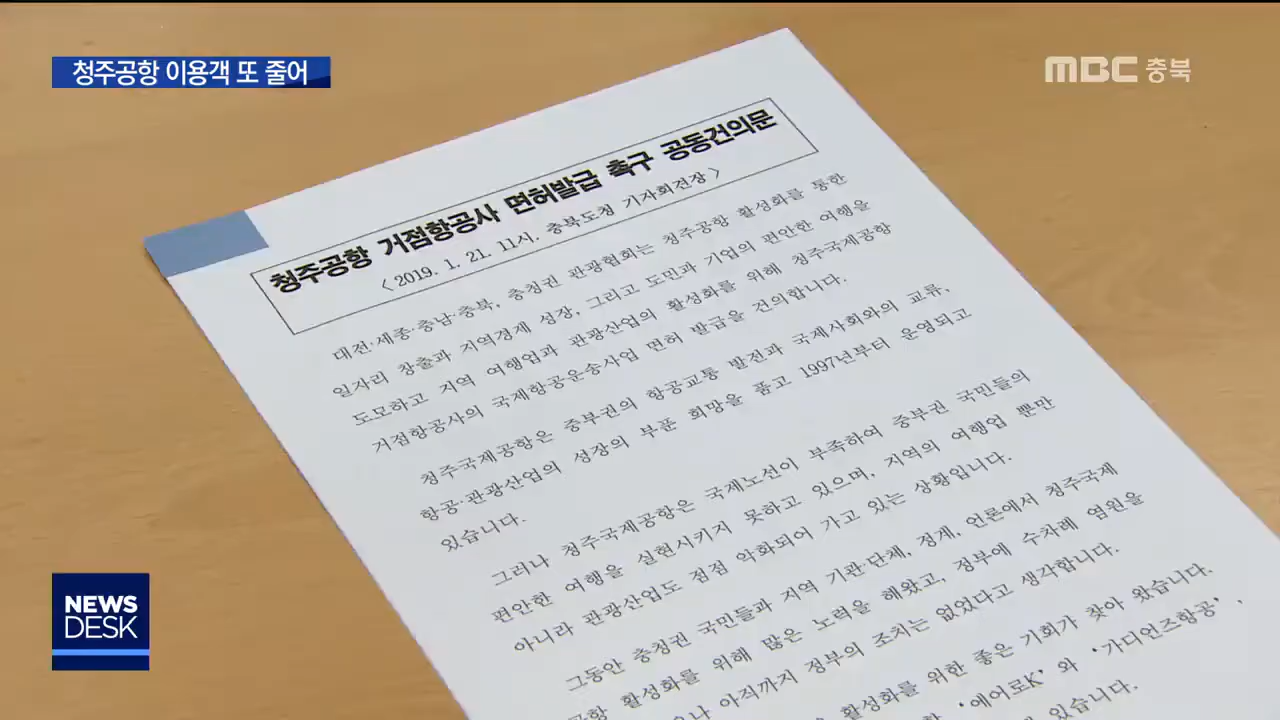 청주공항 이용객 또 줄어
MBC 충북
청주공항 거점항공사 면허발급 촉구 공동건의문
< 2019. 1. 21. 11시. 충북도청 기자회견장 >
대전·세종·충남·충북, 충청권 관광협회는 청주공항 활성화를 통한
일자리 창출과 지역경제 성장, 그리고 도민과 기업의 편안한 여행을
도모하고 지역 여행업과 관광산업의 활성화를 위해 청주국제공항
거점항공사의 국제항공운송사업 면허 발급을 건의합니다.
청주국제공항은 중부권의 항공교통 발전과 국제사회와의 교류,
항공·관광산업의 성장의 부푼 희망을 품고 1997년부터 운영되고
있습니다.
그러나 청주국제공항은 국제노선이 부족하여 중부권 국민들의
편안한 여행을 실현시키지 못하고 있으며, 지역의 여행업 뿐만
아니라 관광산업도 점점 악화되어 가고 있는 상황입니다.
그동안 충청권 국민들과 지역 기관·단체, 정계, 언론에서 청주국제
공항 활성화를 위해 많은 노력을 해왔고, 정부에 수차례 염원을
아직까지 정부의 조치는 없었다고 생각합니다.
활성화를 위한 좋은 기회가 찾아 왔습니다.
'에어로K' 와 '가디언즈항공',
있습니다.
NEWS
DESK